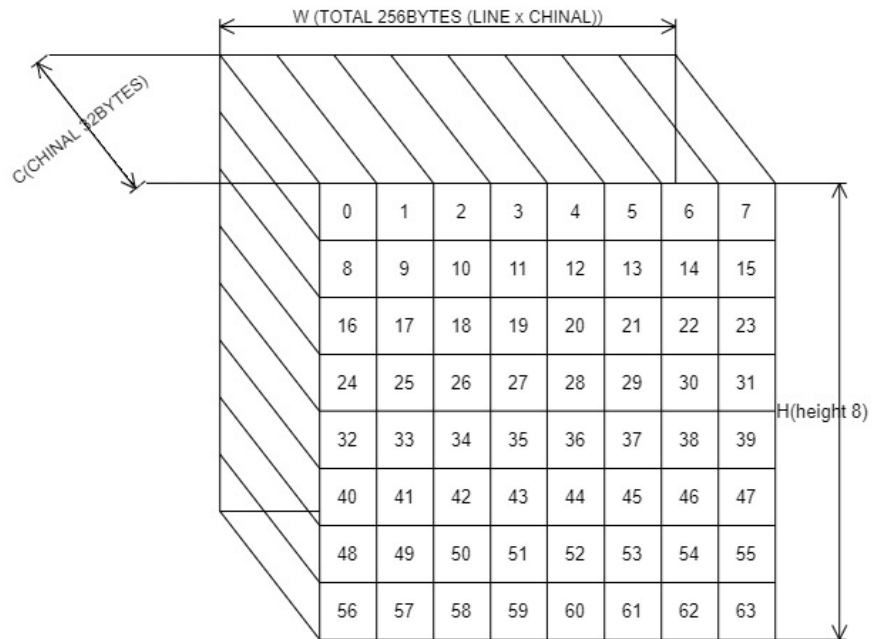 W (TOTAL 256BYTES (LINE x CHINAL))
C(CHINAL 32BYTES)
0 1 2 3 4 5 6 7
8 9 10 11 12 13 14 15
16 17 18 19 20 21 22 23
24 25 26 27 28 29 30 31
H(height 8)
32 33 34 35 36 37 38 39
40 41 42 43 44 45 46 47
48 49 50 51 52 53 54 55
56 57 58 59 60 61 62 63